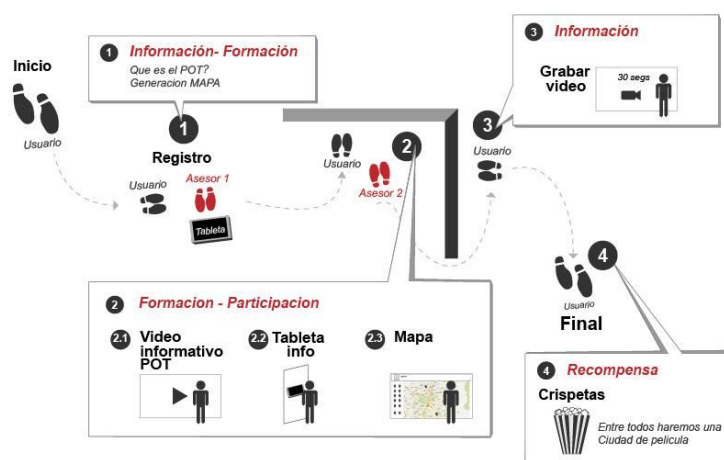 Inicio
Usuario
1 Información- Formación
Que es el POT?
Generacion MAPA
1
Registro
Usuario
Asesor 1
Tableta
Usuario
2
Asesor 2
3
Usuario
3 Información
Grabar
video
30 segs
2 Formacion - Participacion
2.1 Video
informativo
POT
2.2 Tableta
info
2.3 Mapa
4
Usuario
Final
4 Recompensa
Crispetas
Entre todos haremos una
Ciudad de pelicula